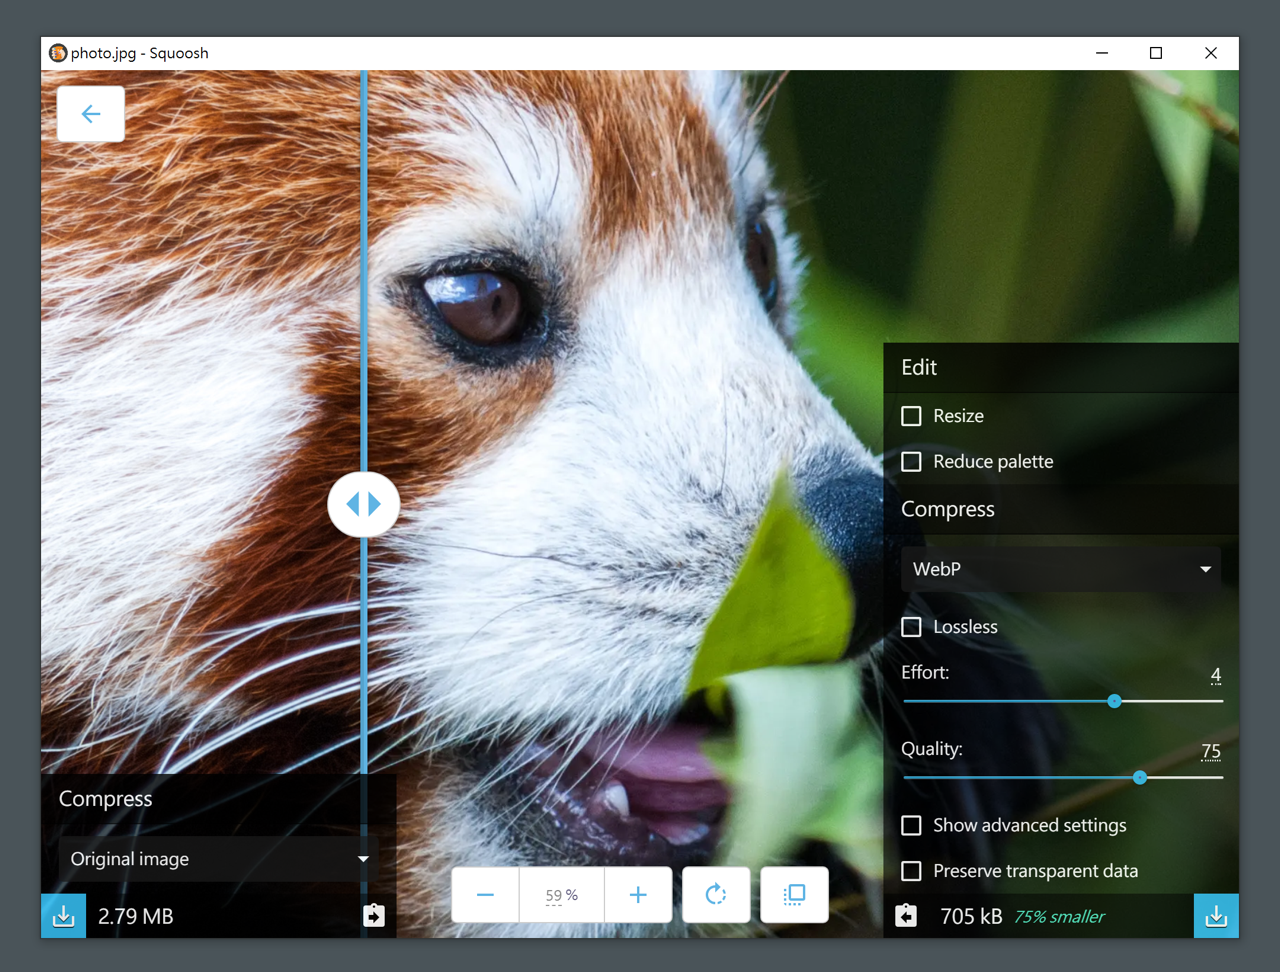 photo.jpg - Squoosh
Edit
Resize
Reduce palette
Compress
WebP
Lossless
Effort:
4
Quality:
75
Show advanced settings
Preserve transparent data
705 kB 75% smaller
Compress
Original image
2.79 MB
59 %